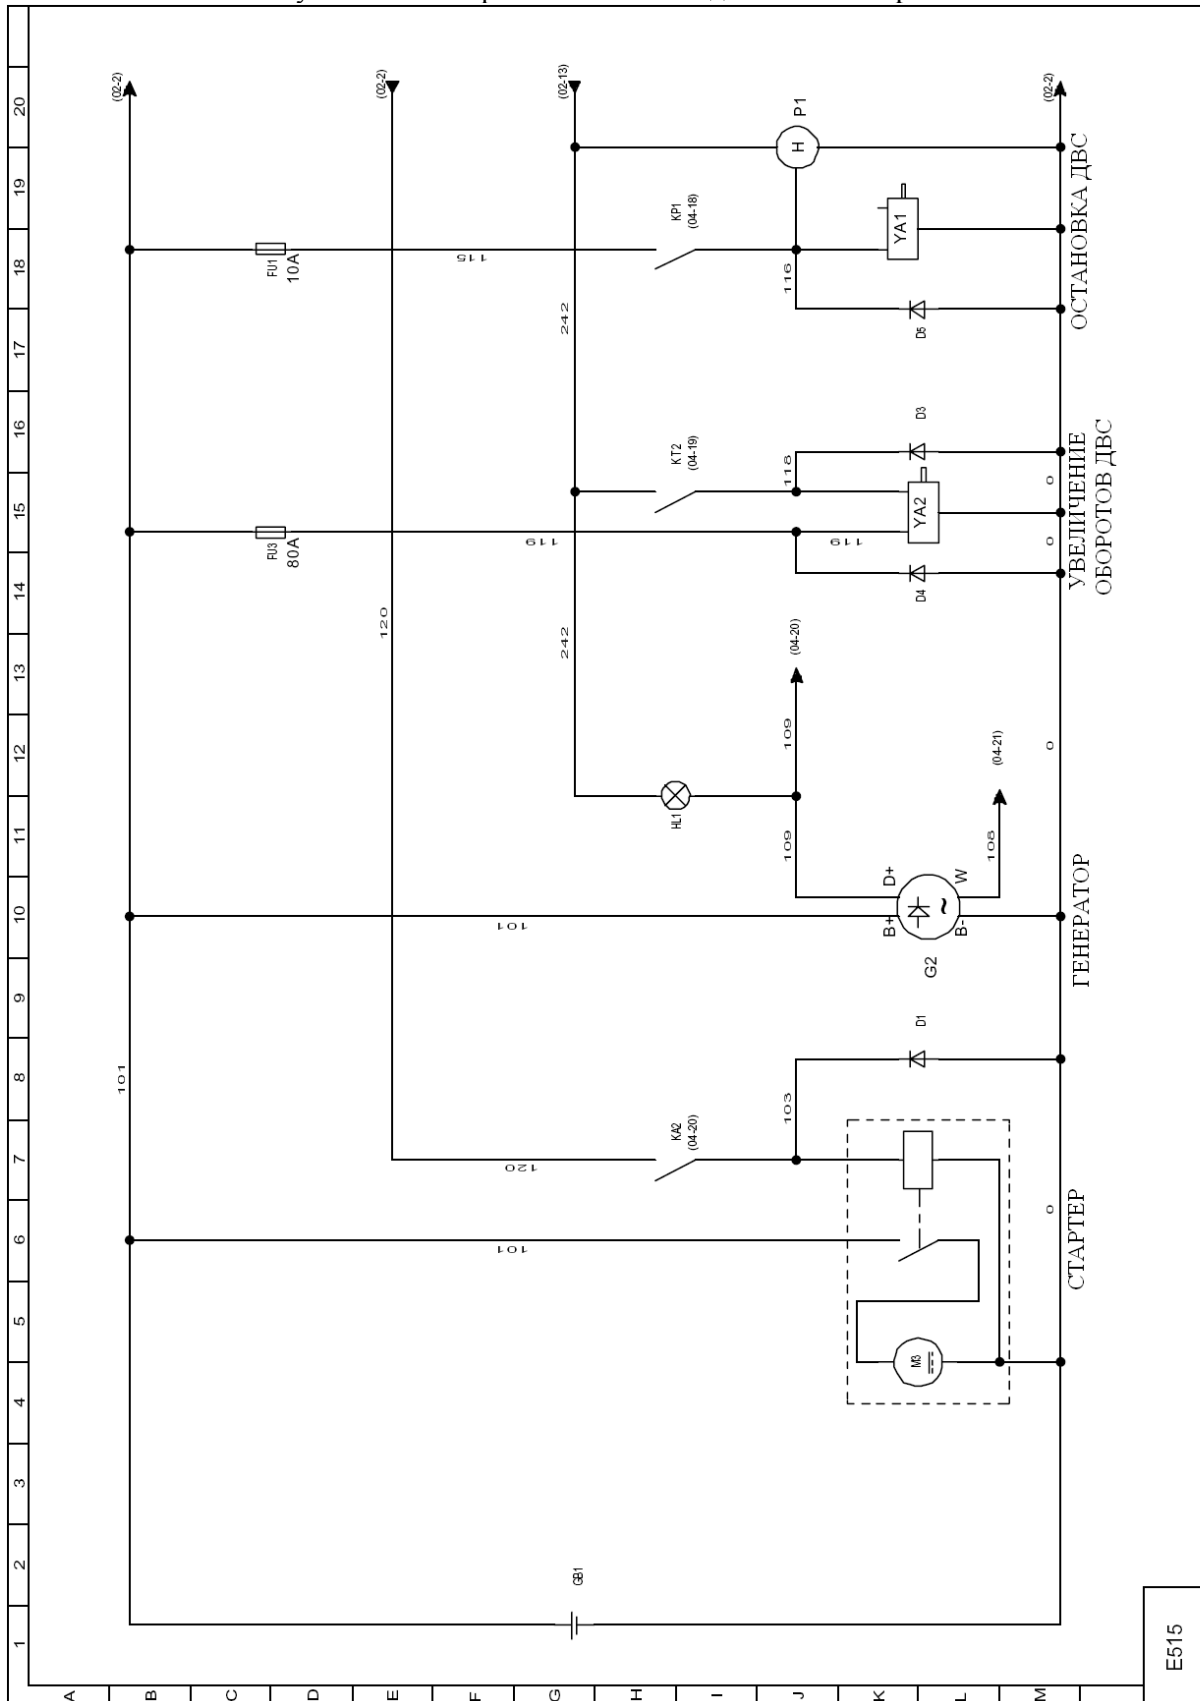 (02-2)
(02-2)
(02-13)
(02-2)
P1
H
KP1
(04-18)
YA1
FU1
10A
115
116
242
D5
ОСТАНОВКА ДВС
KT2
(04-19)
118
D3
YA2
FU3
80A
119
119
D4
0
0
УВЕЛИЧЕНИЕ
ОБОРОТОВ ДВС
120
242
(04-20)
109
HL1
109
(04-21)
108
0
D+
W
B+
B-
~
G2
101
ГЕНЕРАТОР
D1
101
103
KA2
(04-20)
120
101
0
СТАРТЕР
M3
GB1
20
19
18
17
16
15
14
13
12
11
10
9
8
7
6
5
4
3
2
1
A
B
C
D
E
F
G
H
I
J
K
L
M
E515